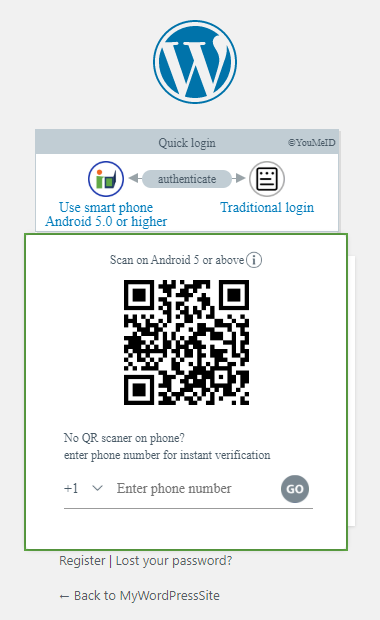 Quick login
©YouMeID
authenticate
Use smart phone
Android 5.0 or higher
Traditional login
Scan on Android 5 or above
No QR scaner on phone?
enter phone number for instant verification
+1 Enter phone number GO
Register | Lost your password?
← Back to MyWordPressSite